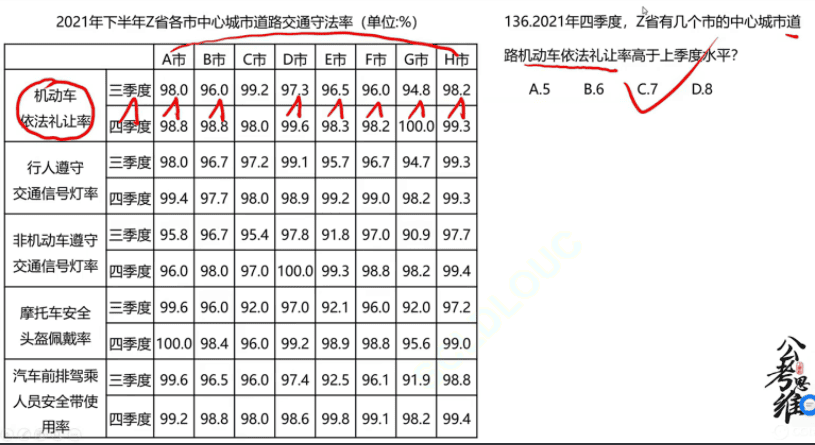 2021年下半年Z省各市中心城市道路交通守法率（单位:%）
A市 B市 C市 D市 E市 F市 G市 H市
机动车依法礼让率 三季度 98.0 96.0 99.2 97.3 96.5 96.0 94.8 98.2
四季度 98.8 98.8 98.0 99.6 98.3 98.2 100.0 99.3
行人遵守交通信号灯率 三季度 98.0 96.7 97.2 99.1 95.7 96.7 94.7 99.3
四季度 99.4 97.7 98.0 98.9 99.2 99.0 98.2 99.3
非机动车遵守交通信号灯率 三季度 95.8 96.7 95.4 97.8 91.8 97.0 90.9 97.7
四季度 96.0 98.0 97.0 100.0 99.3 98.8 98.2 99.4
摩托车安全头盔佩戴率 三季度 99.6 96.0 92.0 97.0 92.1 96.0 92.0 97.2
四季度 100.0 98.4 96.0 99.2 98.9 98.8 95.6 99.0
汽车前排驾乘人员安全带使用率 三季度 99.6 96.5 96.0 97.4 92.5 96.1 91.9 98.8
四季度 99.2 98.8 98.0 98.6 99.8 99.1 98.2 99.4
136.2021年四季度，Z省有几个市的中心城市道
路机动车依法礼让率高于上季度水平？
A.5 B.6 C.7 D.8
公考思维